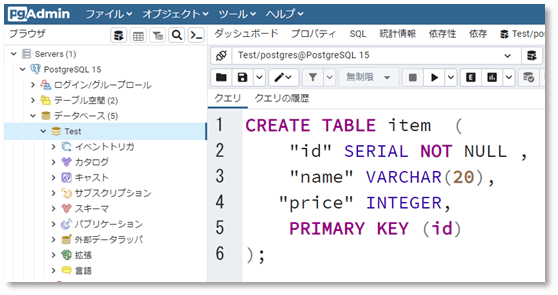 pgAdmin ファイル オブジェクト ツール ヘルプ
ブラウザ
ダッシュボード プロパティ SQL 統計情報 依存性 依存 Test/po
Servers (1)
PostgreSQL 15
ログイン/グループロール
テーブル空間 (2)
データベース (5)
Test
イベントトリガ
カタログ
キャスト
サブスクリプション
スキーマ
パブリケーション
外部データラッパ
拡張
言語
Test/postgres@PostgreSQL 15
無制限
クエリ クエリの履歴
1 CREATE TABLE item (
2 "id" SERIAL NOT NULL ,
3 "name" VARCHAR(20),
4 "price" INTEGER,
5 PRIMARY KEY (id)
6 );